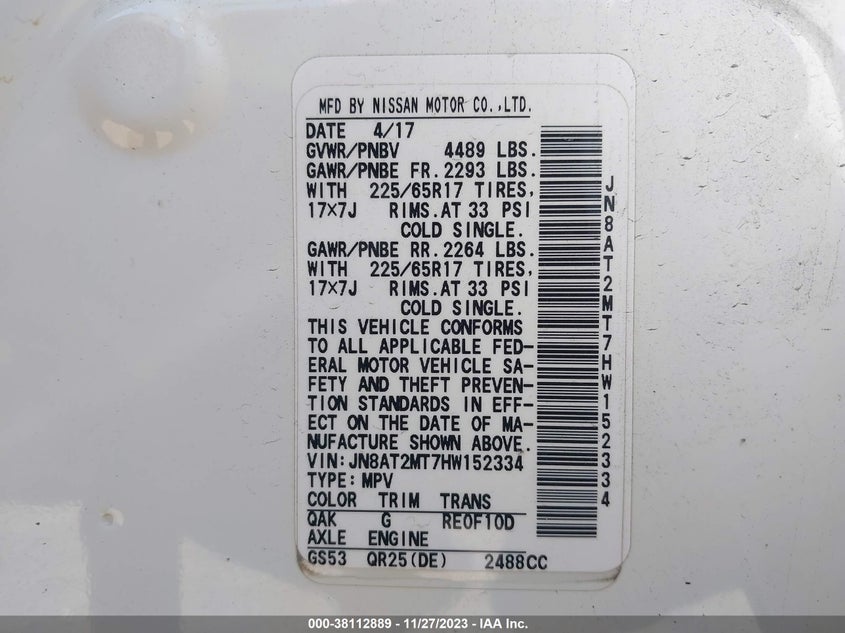 MFD BY NISSAN MOTOR CO.,LTD.
DATE 4/17
GVWR/PNBV 4489 LBS.
GAWR/PNBE FR.2293 LBS.
WITH 225/65R17 TIRES,
17×7J RIMS.AT 33 PSI
COLD SINGLE.
GAWR/PNBE RR.2264 LBS.
WITH 225/65R17 TIRES,
17×7J RIMS.AT 33 PSI
COLD SINGLE.
THIS VEHICLE CONFORMS
TO ALL APPLICABLE FED-
ERAL MOTOR VEHICLE SA-
FETY AND THEFT PREVEN-
TION STANDARDS IN EFF-
ECT ON THE DATE OF MA-
NUFACTURE SHOWN ABOVE.
VIN:JN8AT2MT7HW152334
TYPE:MPV
COLOR TRIM TRANS
QAK G RE0F10D
AXLE ENGINE
GS53 QR25(DE) 2488CC
JN8AT2MT7HW152334
000-38112889 - 11/27/2023 - IAA Inc.